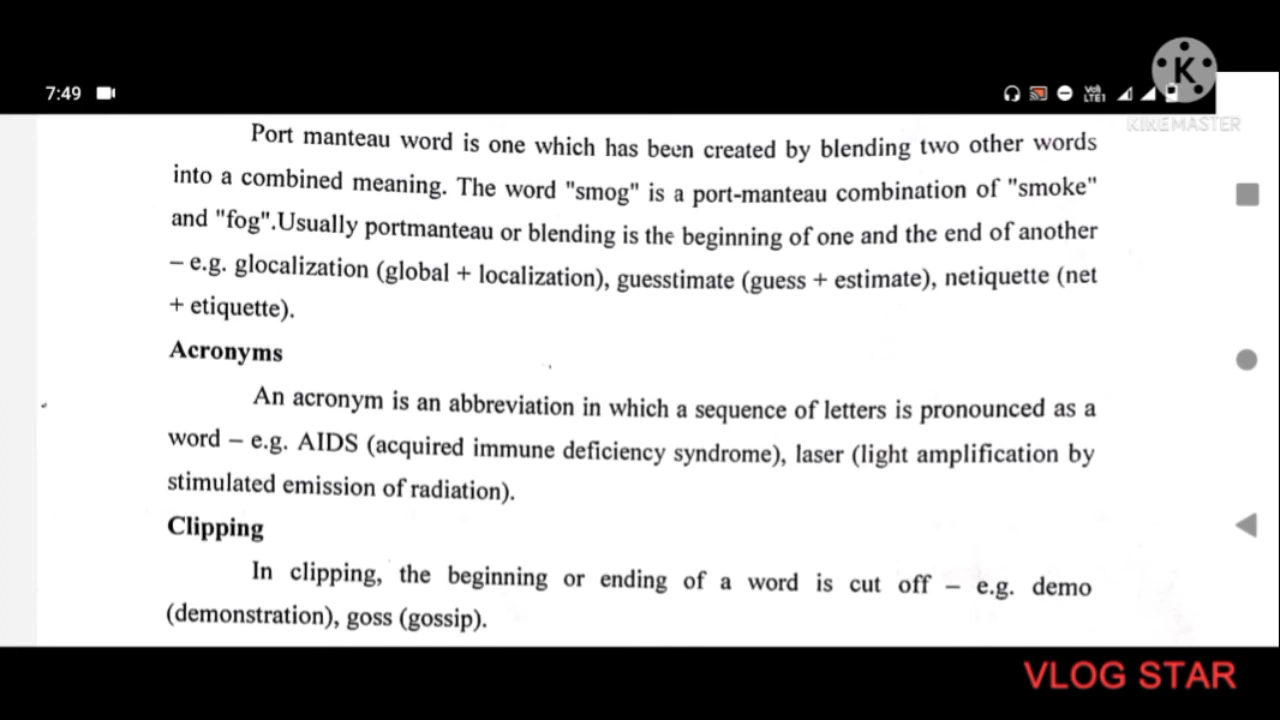 7:49
Vo) LTE1
K
KINEMASTER
Port manteau word is one which has been created by blending two other words
into a combined meaning. The word "smog" is a port-manteau combination of "smoke"
and "fog".Usually portmanteau or blending is the beginning of one and the end of another
– e.g. glocalization (global + localization), guesstimate (guess + estimate), netiquette (net
+ etiquette).
Acronyms
An acronym is an abbreviation in which a sequence of letters is pronounced as a
word – e.g. AIDS (acquired immune deficiency syndrome), laser (light amplification by
stimulated emission of radiation).
Clipping
In clipping, the beginning or ending of a word is cut off – e.g. demo
(demonstration), goss (gossip).
VLOG STAR